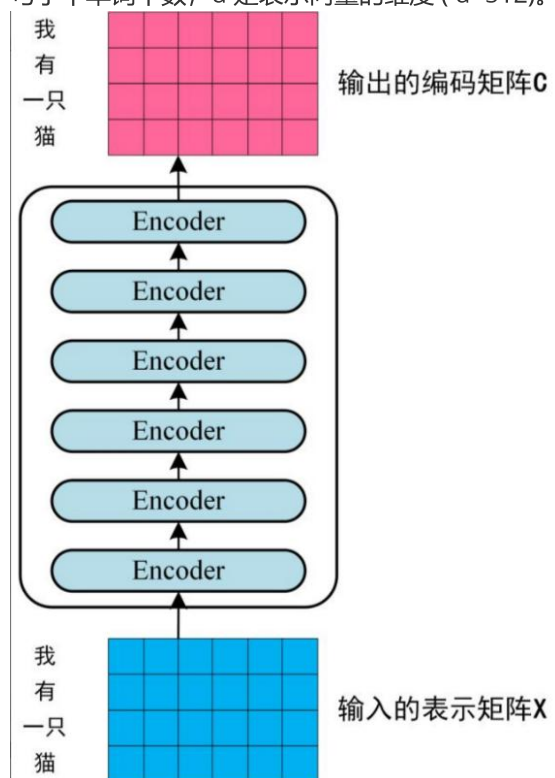 我
有
一只
猫
输出的编码矩阵C
Encoder
Encoder
Encoder
Encoder
Encoder
Encoder
我
有
一只
猫
输入的表示矩阵X